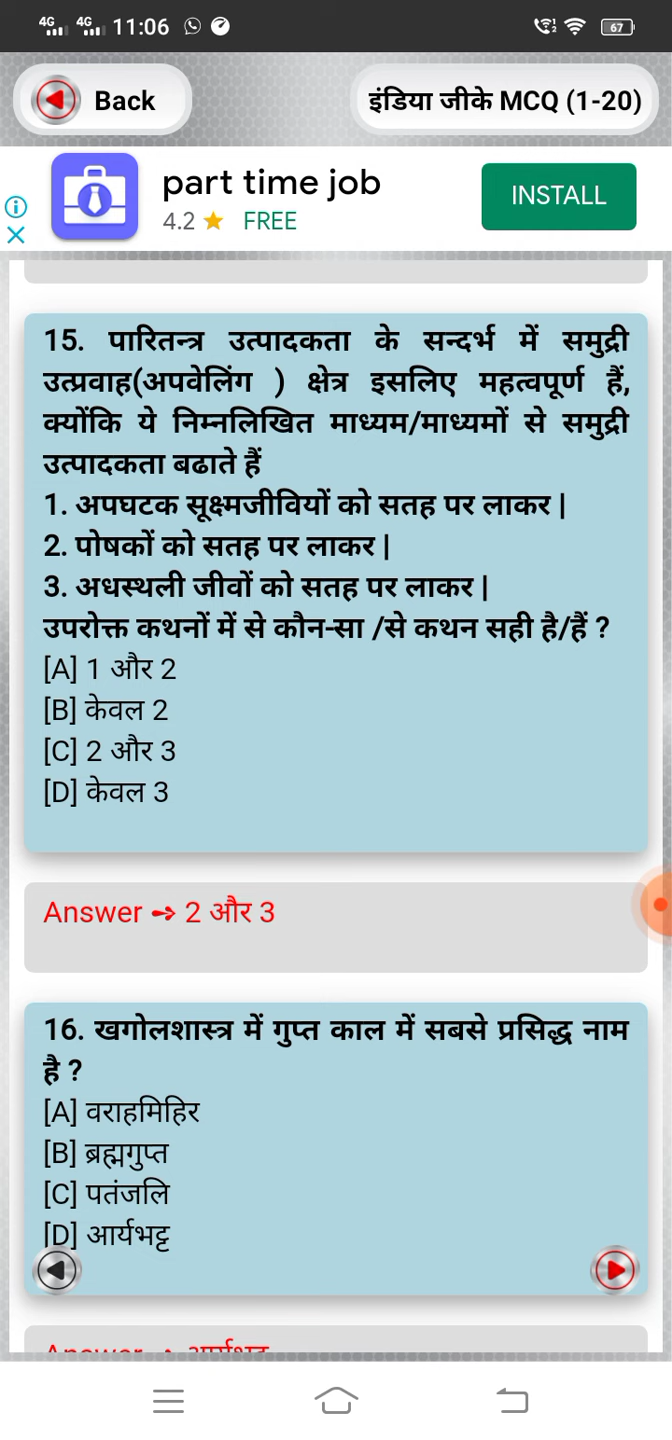 4G 4G 11:06 2 67
Back
इंडिया जीके MCQ (1-20)
part time job
4.2 ★ FREE
INSTALL
15. पारितन्त्र उत्पादकता के सन्दर्भ में समुद्री
उत्प्रवाह(अपवेलिंग ) क्षेत्र इसलिए महत्वपूर्ण हैं,
क्योंकि ये निम्नलिखित माध्यम/माध्यमों से समुद्री
उत्पादकता बढाते हैं
1. अपघटक सूक्ष्मजीवियों को सतह पर लाकर |
2. पोषकों को सतह पर लाकर |
3. अधस्थली जीवों को सतह पर लाकर |
उपरोक्त कथनों में से कौन-सा /से कथन सही है/हैं ?
[A] 1 और 2
[B] केवल 2
[C] 2 और 3
[D] केवल 3
Answer ➺ 2 और 3
16. खगोलशास्त्र में गुप्त काल में सबसे प्रसिद्ध नाम
है ?
[A] वराहमिहिर
[B] ब्रह्मगुप्त
[C] पतंजलि
[D] आर्यभट्ट